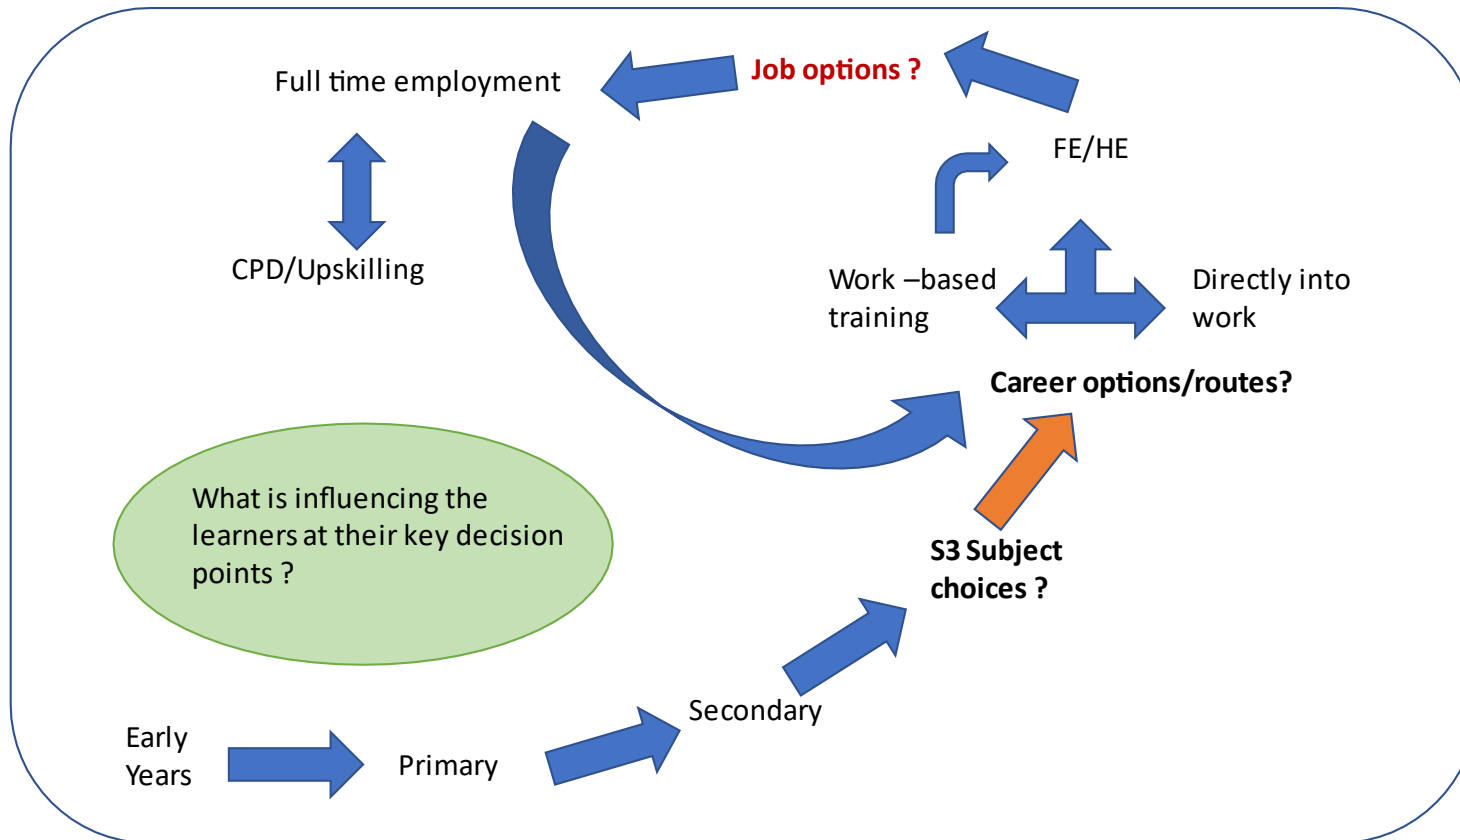 Full time employment
Job options ?
FE/HE
CPD/Upskilling
Work –based
training
Directly into
work
Career options/routes?
What is influencing the
learners at their key decision
points ?
S3 Subject
choices ?
Secondary
Early
Years
Primary